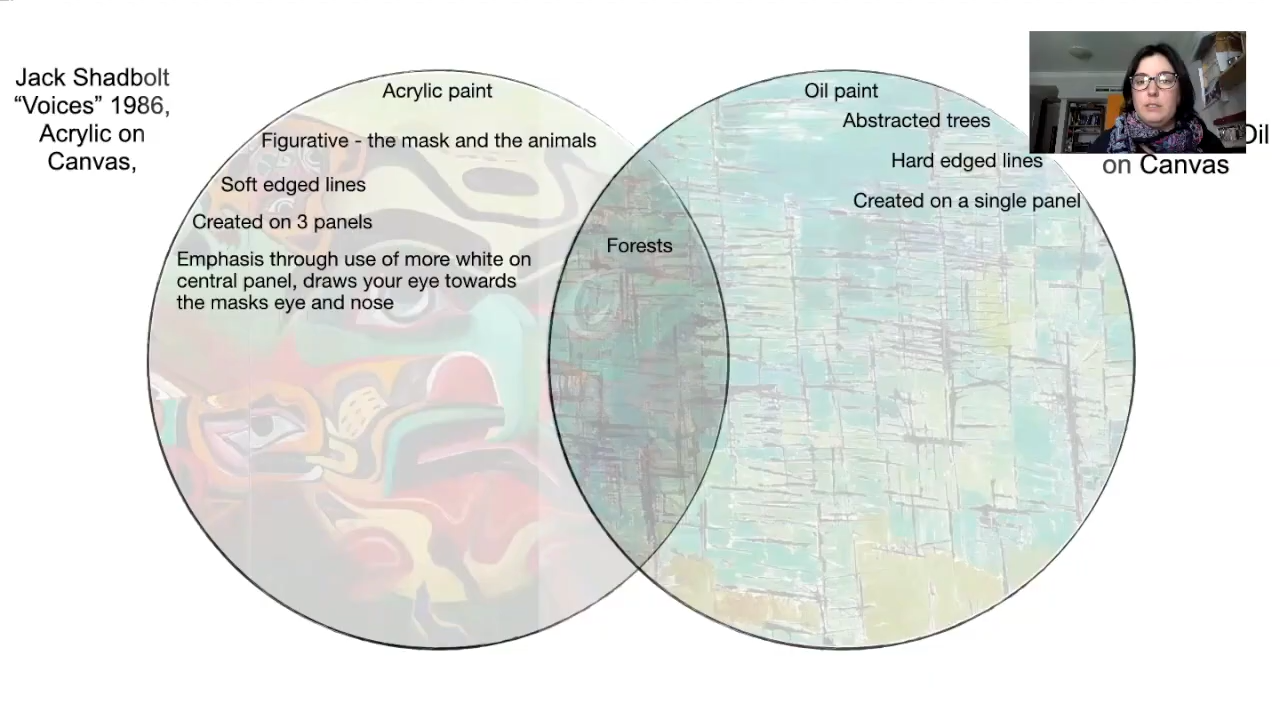 Jack Shadbolt
“Voices” 1986,
Acrylic on
Canvas,
Acrylic paint
Figurative - the mask and the animals
Soft edged lines
Created on 3 panels
Emphasis through use of more white on
central panel, draws your eye towards
the masks eye and nose
Forests
Oil paint
Abstracted trees
Hard edged lines
Created on a single panel
Oil
on Canvas